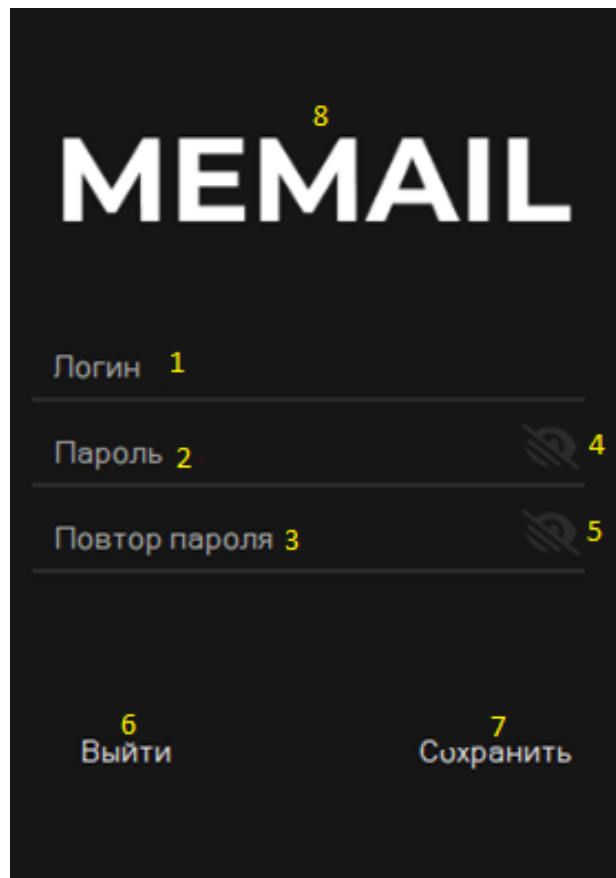 8
MEMAIL
Логин 1
Пароль 2 4
Повтор пароля 3 5
6 7
Выйти Сохранить